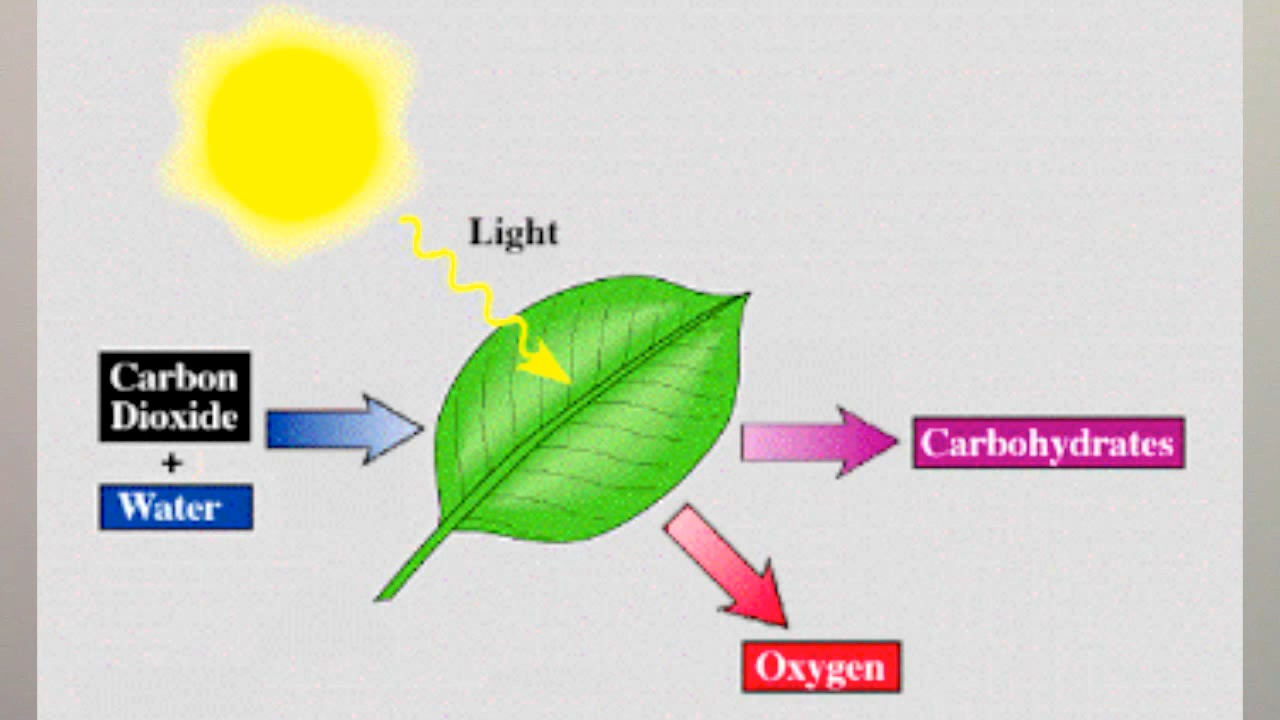 Light
Carbon
Dioxide
+
Water
Carbohydrates
Oxygen